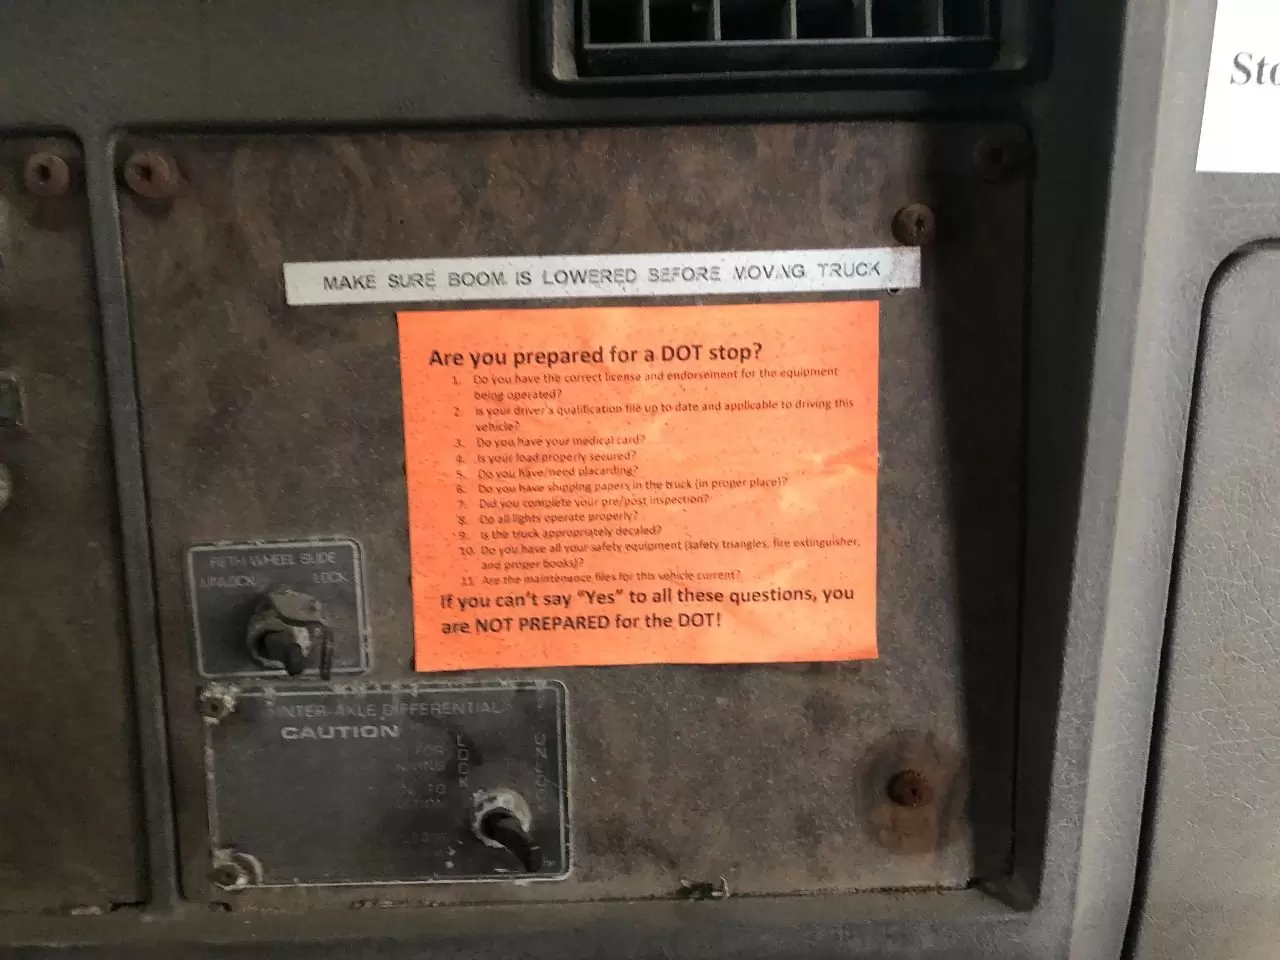 Sto
MAKE SURE BOOM IS LOWERED BEFORE MOVING TRUCK
Are you prepared for a DOT stop?
1. Do you have the correct license and endorsement for the equipment
being operated?
2. Is your driver's qualification file up to date and applicable to driving this
vehicle?
3. Do you have your medical card?
4. Is your load properly secured?
5. Do you have/need placarding?
6. Do you have shipping papers in the truck (in proper place)?
7. Did you complete your pre/post inspection?
8. Do all lights operate properly?
9. Is the truck appropriately decaled?
10. Do you have all your safety equipment (safety triangles, fire extinguisher,
and proper books)?
11. Are the maintenance files for this vehicle current?
If you can't say "Yes" to all these questions, you
are NOT PREPARED for the DOT!
FIFTH WHEEL SLIDE
UNLOCK LOCK
INTER-AXLE DIFFERENTIAL
CAUTION
FOR
LOCK
TO